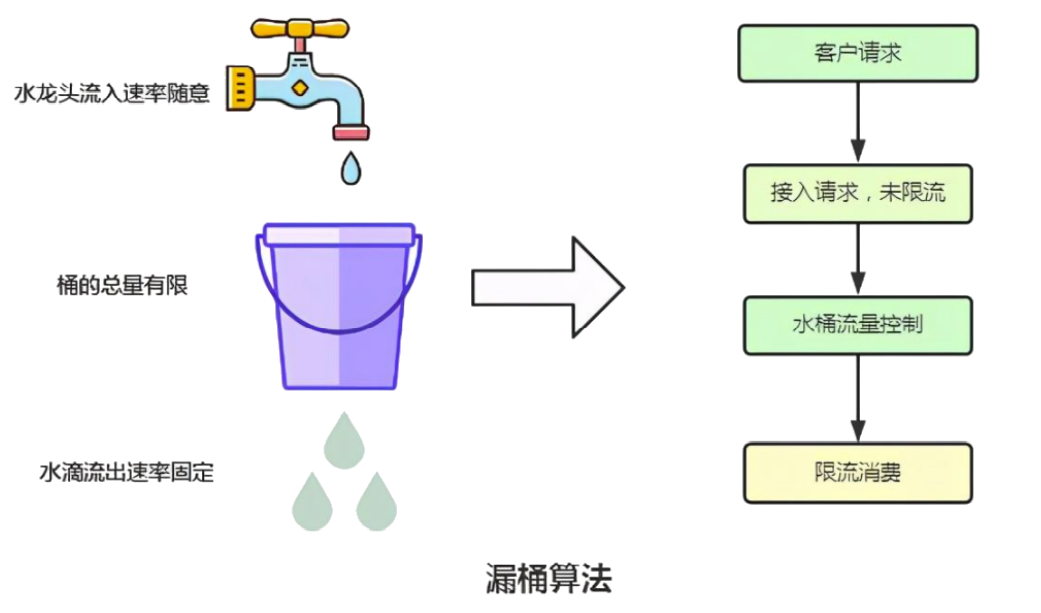 水龙头流入速率随意
桶的总量有限
水滴流出速率固定
客户请求
接入请求，未限流
水桶流量控制
限流消费
漏桶算法